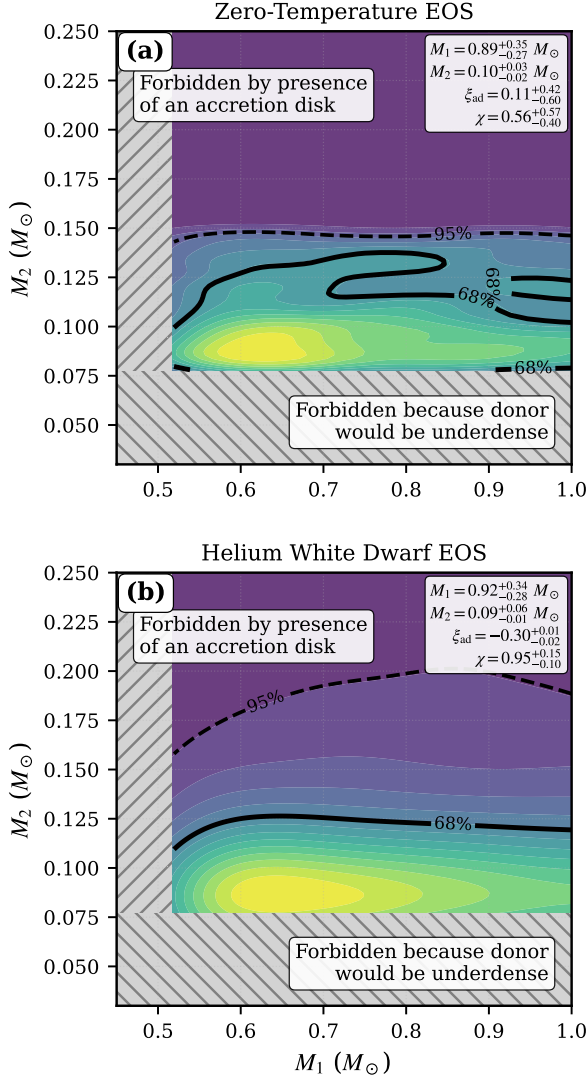 Zero-Temperature EOS
(a)
Forbidden by presence
of an accretion disk
M₁ = 0.89⁺⁰·³⁵₋₀.₂₇ M☉
M₂ = 0.10⁺⁰·⁰³₋₀.₀₂ M☉
ξad = 0.11⁺⁰·⁴²₋₀.₆₀
χ = 0.56⁺⁰·⁵⁷₋₀.₄₀
0.250
0.225
0.200
0.175
0.150
0.125
0.100
0.075
0.050
M₂ (M☉)
95%
68%
68%
68%
Forbidden because donor
would be underdense
0.5 0.6 0.7 0.8 0.9 1.0
Helium White Dwarf EOS
(b)
Forbidden by presence
of an accretion disk
M₁ = 0.92⁺⁰·³⁴₋₀.₂₈ M☉
M₂ = 0.09⁺⁰·⁰⁶₋₀.₀₁ M☉
ξad = −0.30⁺⁰·⁰¹₋₀.₀₂
χ = 0.95⁺⁰·¹⁵₋₀.₁₀
0.250
0.225
0.200
0.175
0.150
0.125
0.100
0.075
0.050
M₂ (M☉)
95%
68%
Forbidden because donor
would be underdense
0.5 0.6 0.7 0.8 0.9 1.0
M₁ (M☉)